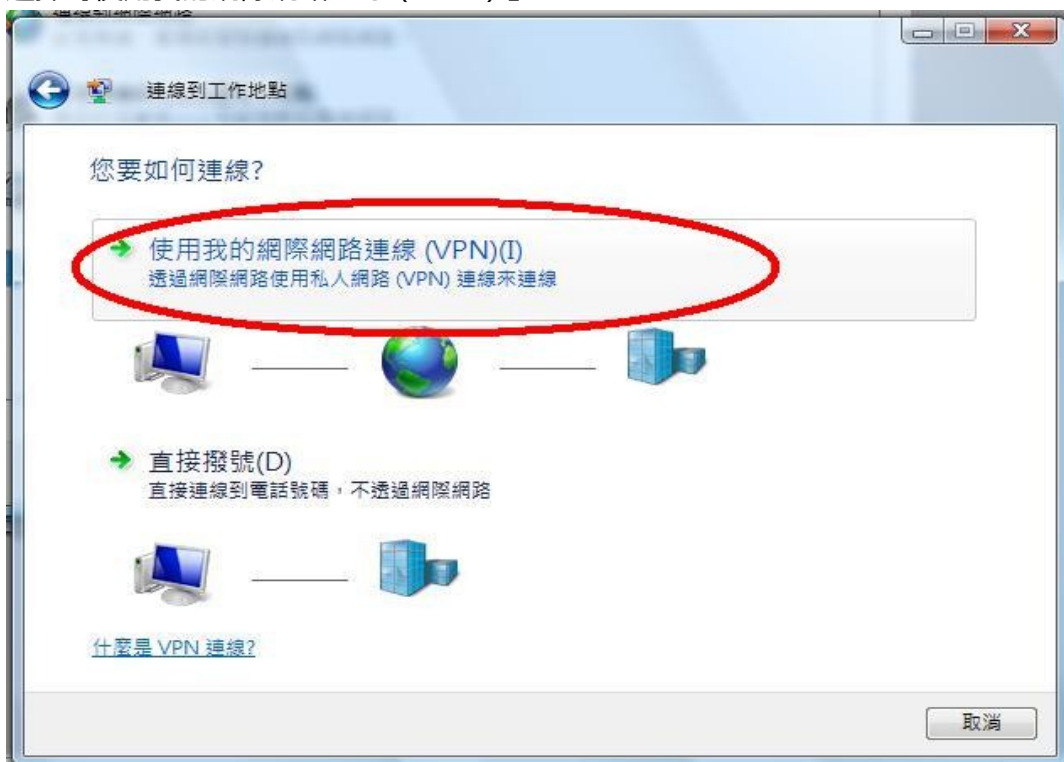 連線到工作地點
您要如何連線?
使用我的網際網路連線 (VPN)(I)
透過網際網路使用私人網路 (VPN) 連線來連線
直接撥號(D)
直接連線到電話號碼，不透過網際網路
什麼是 VPN 連線?
取消